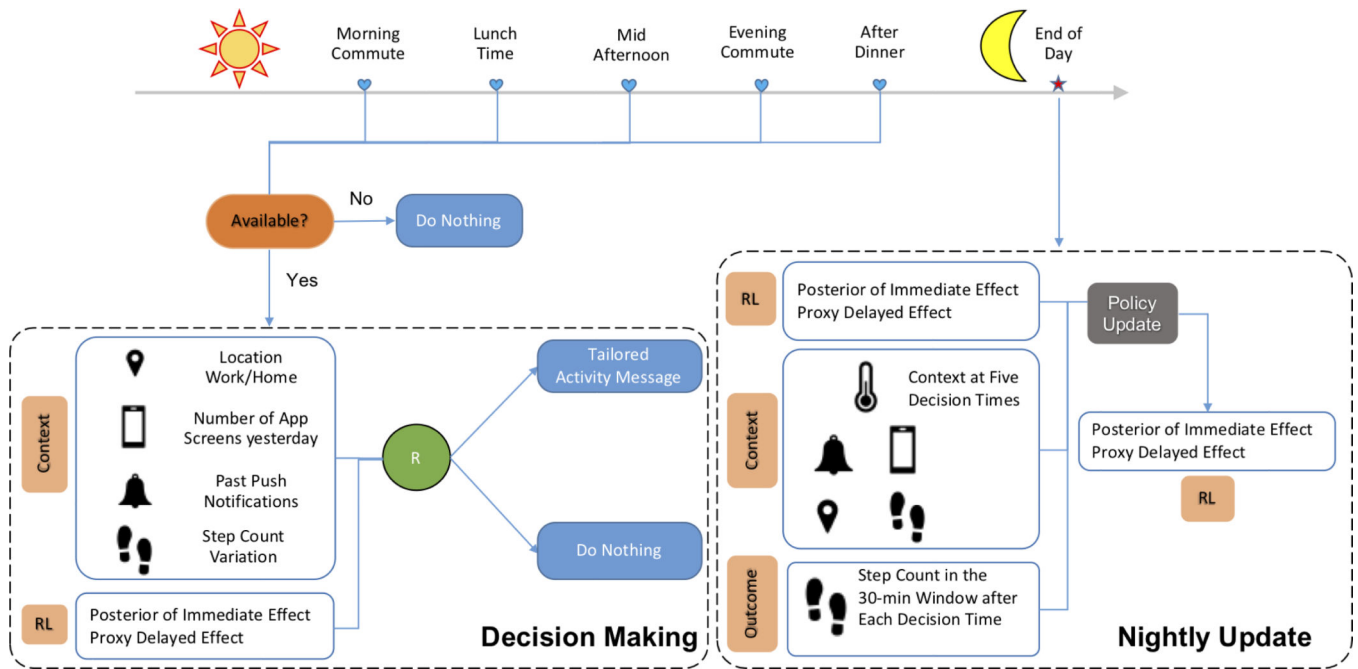 Morning
Commute
Lunch
Time
Mid
Afternoon
Evening
Commute
After
Dinner
End of
Day
Available?
No
Do Nothing
Yes
Context
Location
Work/Home
Number of App
Screens yesterday
Past Push
Notifications
Step Count
Variation
RL
Posterior of Immediate Effect
Proxy Delayed Effect
R
Tailored
Activity Message
Do Nothing
Decision Making
RL
Posterior of Immediate Effect
Proxy Delayed Effect
Context
Context at Five
Decision Times
Outcome
Step Count in the
30-min Window after
Each Decision Time
Policy
Update
Posterior of Immediate Effect
Proxy Delayed Effect
RL
Nightly Update